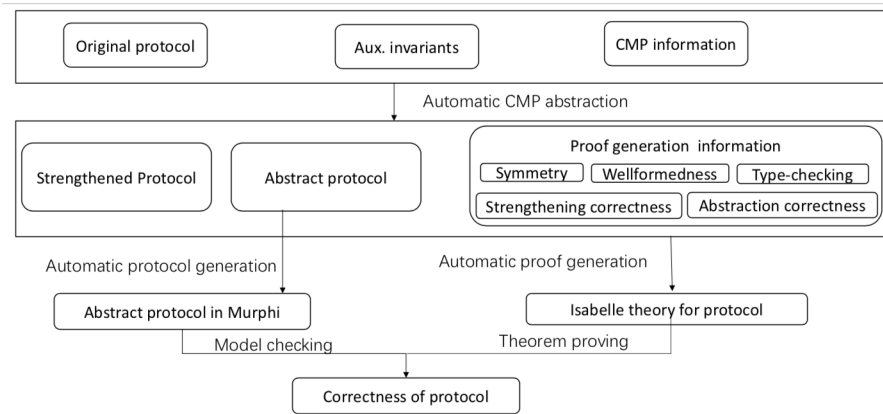 Original protocol
Aux. invariants
CMP information
Automatic CMP abstraction
Strengthened Protocol
Abstract protocol
Proof generation information
Symmetry
Wellformedness
Type-checking
Strengthening correctness
Abstraction correctness
Automatic protocol generation
Automatic proof generation
Abstract protocol in Murphi
Isabelle theory for protocol
Model checking
Theorem proving
Correctness of protocol